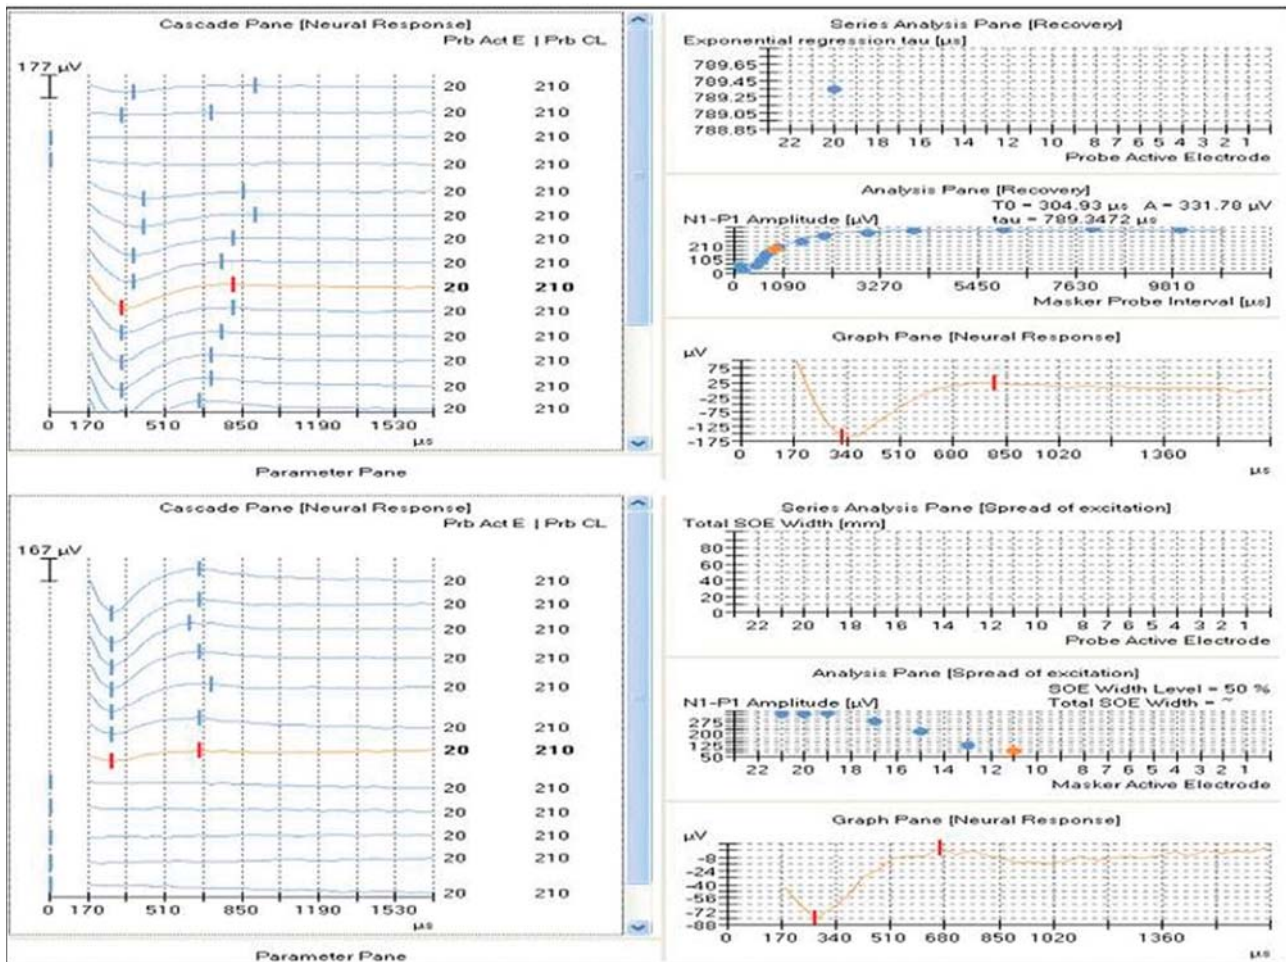 Cascade Pane [Neural Response]
Prb Act E | Prb CL
177 µV
20 210
20 210
20 210
20 210
20 210
20 210
20 210
20 210
20 210
20 210
20 210
20 210
20 210
20 210
0 170 510 850 1190 1530
µs
Parameter Pane
Series Analysis Pane [Recovery]
Exponential regression tau [µs]
789.65
789.45
789.25
789.05
788.85
22 20 18 16 14 12 10 8 7 6 5 4 3 2 1
Probe Active Electrode
Analysis Pane [Recovery]
T0 = 304.93 µs A = 331.78 µV
N1-P1 Amplitude [µV] tau = 789.3472 µs
210
105
0
0 1090 3270 5450 7630 9810
Masker Probe Interval [µs]
Graph Pane [Neural Response]
µV
75
25
-25
-75
-125
-175
0 170 340 510 680 850 1020 1360
µs
Cascade Pane [Neural Response]
Prb Act E | Prb CL
167 µV
20 210
20 210
20 210
20 210
20 210
20 210
20 210
20 210
20 210
20 210
20 210
20 210
0 170 510 850 1190 1530
µs
Parameter Pane
Series Analysis Pane [Spread of excitation]
Total SOE Width [mm]
80
60
40
20
0
22 20 18 16 14 12 10 8 7 6 5 4 3 2 1
Probe Active Electrode
Analysis Pane [Spread of excitation]
SOE Width Level = 50 %
N1-P1 Amplitude [µV] Total SOE Width = ~
275
200
125
50
22 20 18 16 14 12 10 8 7 6 5 4 3 2 1
Masker Active Electrode
Graph Pane [Neural Response]
µV
-8
-24
-40
-56
-72
-88
0 170 340 510 680 850 1020 1360
µs